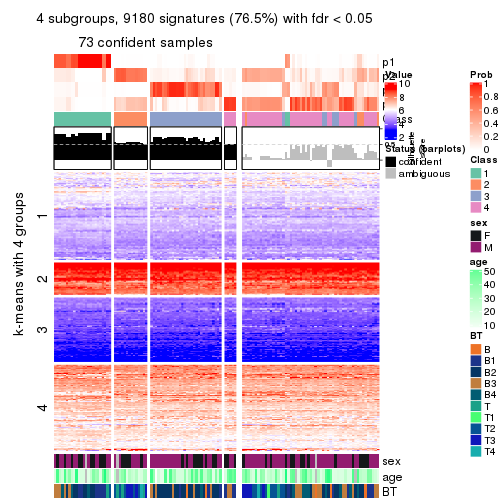 4 subgroups, 9180 signatures (76.5%) with fdr < 0.05
73 confident samples
k-means with 4 groups
1
2
3
4
p1
sex
age
BT
Value
10
8
6
4
2
0
Status (barplots)
confident
ambiguous
Prob
1
0.8
0.6
0.4
0.2
0
Class
1
2
3
4
sex
F
M
age
50
40
30
20
10
BT
B
B1
B2
B3
B4
T
T1
T2
T3
T4